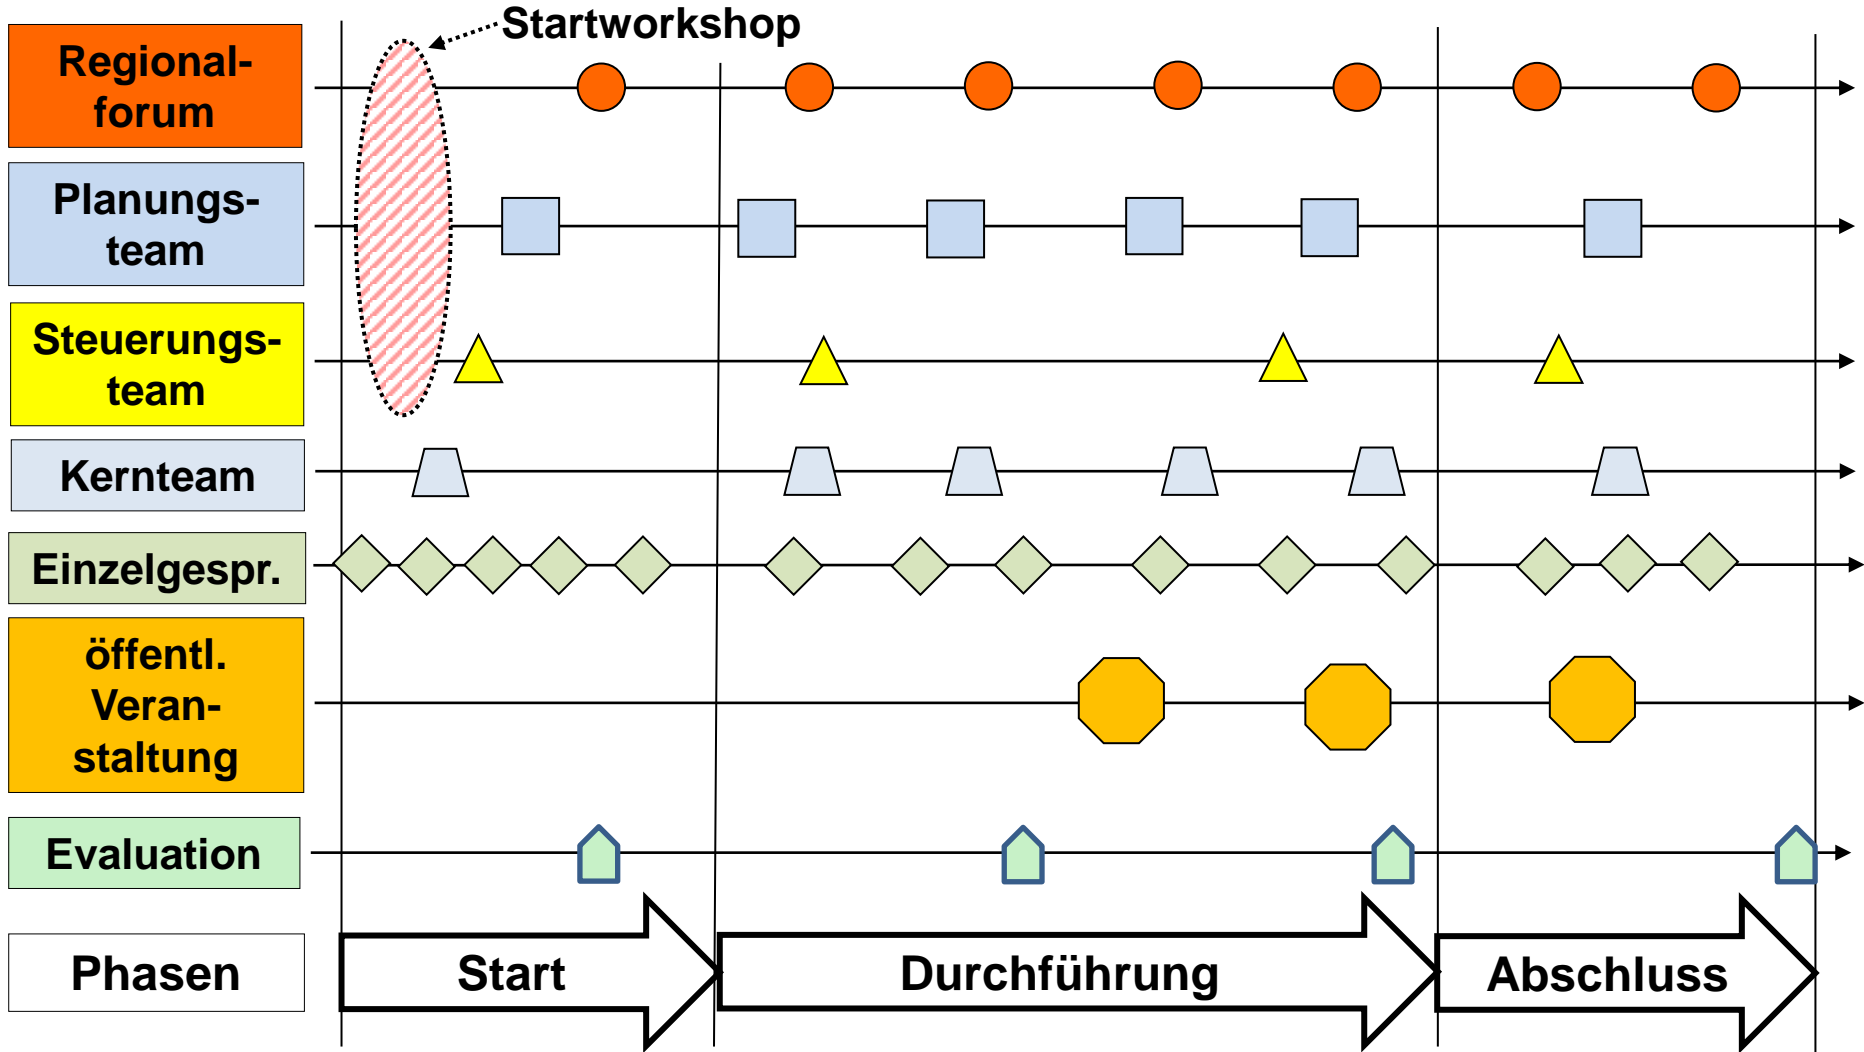 Startworkshop
Regional-
forum
Planungs-
team
Steuerungs-
team
Kernteam
Einzelgespr.
öffentl.
Veran-
staltung
Evaluation
Phasen
Start
Durchführung
Abschluss